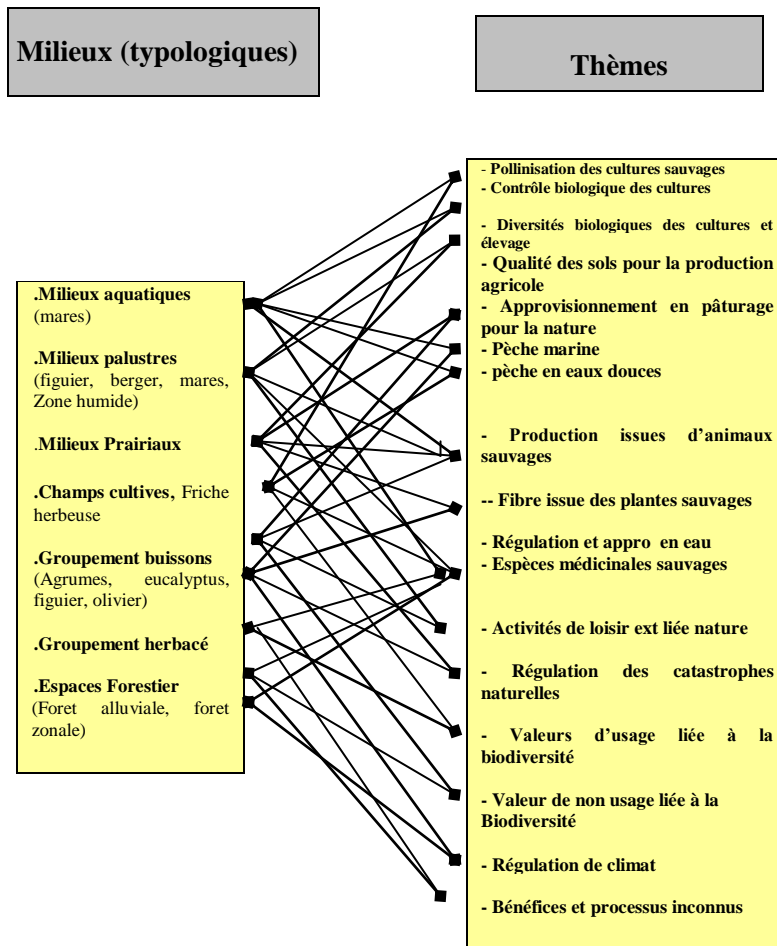 Milieux (typologiques)
Thèmes
.Milieux aquatiques
(mares)
.Milieux palustres
(figuier, berger, mares,
Zone humide)
.Milieux Prairiaux
.Champs cultives, Friche
herbeuse
.Groupement buissons
(Agrumes, eucalyptus,
figuier, olivier)
.Groupement herbacé
.Espaces Forestier
(Foret alluviale, foret
zonale)
- Pollinisation des cultures sauvages
- Contrôle biologique des cultures
- Diversités biologiques des cultures et
élevage
- Qualité des sols pour la production
agricole
- Approvisionnement en pâturage
pour la nature
- Pèche marine
- pèche en eaux douces
- Production issues d’animaux
sauvages
-- Fibre issue des plantes sauvages
- Régulation et appro en eau
- Espèces médicinales sauvages
- Activités de loisir ext liée nature
- Régulation des catastrophes
naturelles
- Valeurs d’usage liée à la
biodiversité
- Valeur de non usage liée à la
Biodiversité
- Régulation de climat
- Bénéfices et processus inconnus